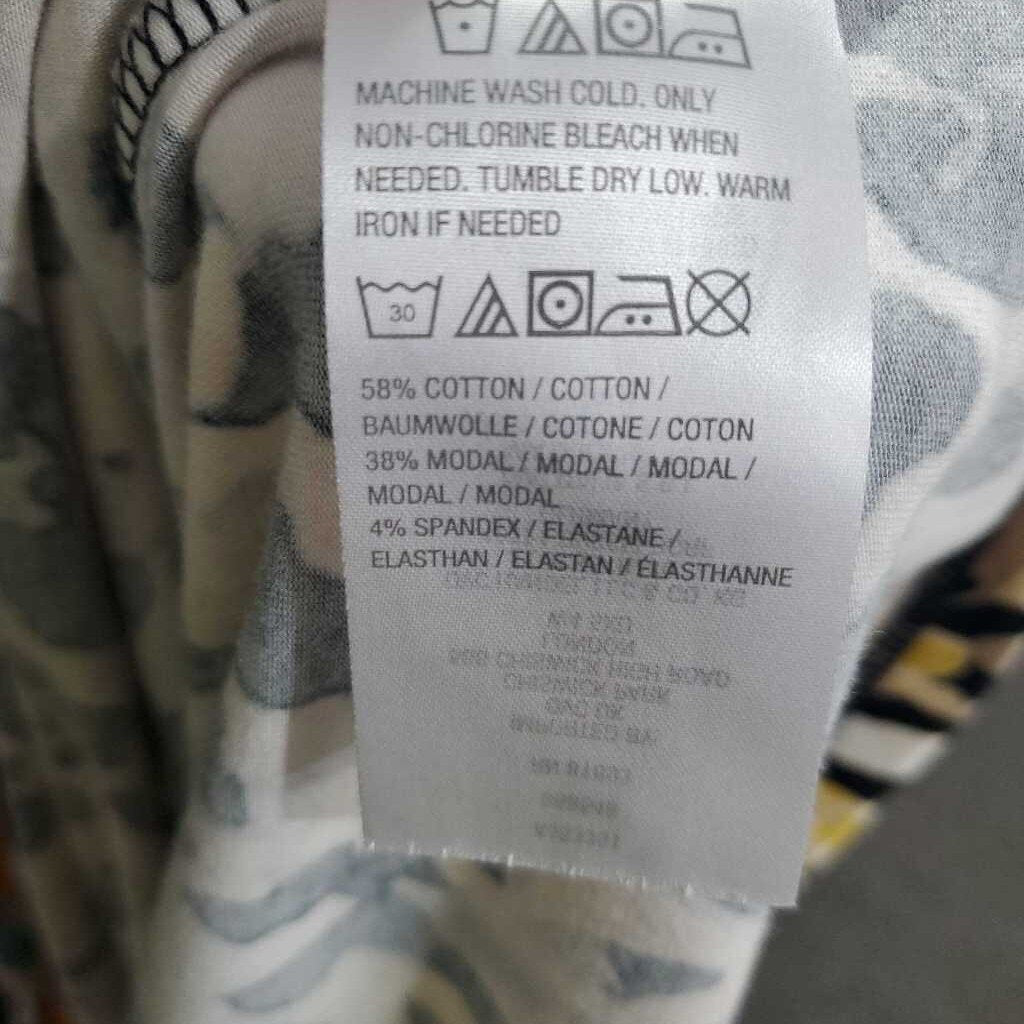 MACHINE WASH COLD. ONLY
NON-CHLORINE BLEACH WHEN
NEEDED. TUMBLE DRY LOW. WARM
IRON IF NEEDED
30
58% COTTON / COTTON /
BAUMWOLLE / COTONE / COTON
38% MODAL / MODAL / MODAL /
MODAL / MODAL
4% SPANDEX / ELASTANE /
ELASTHAN / ELASTAN / ÉLASTHANNE